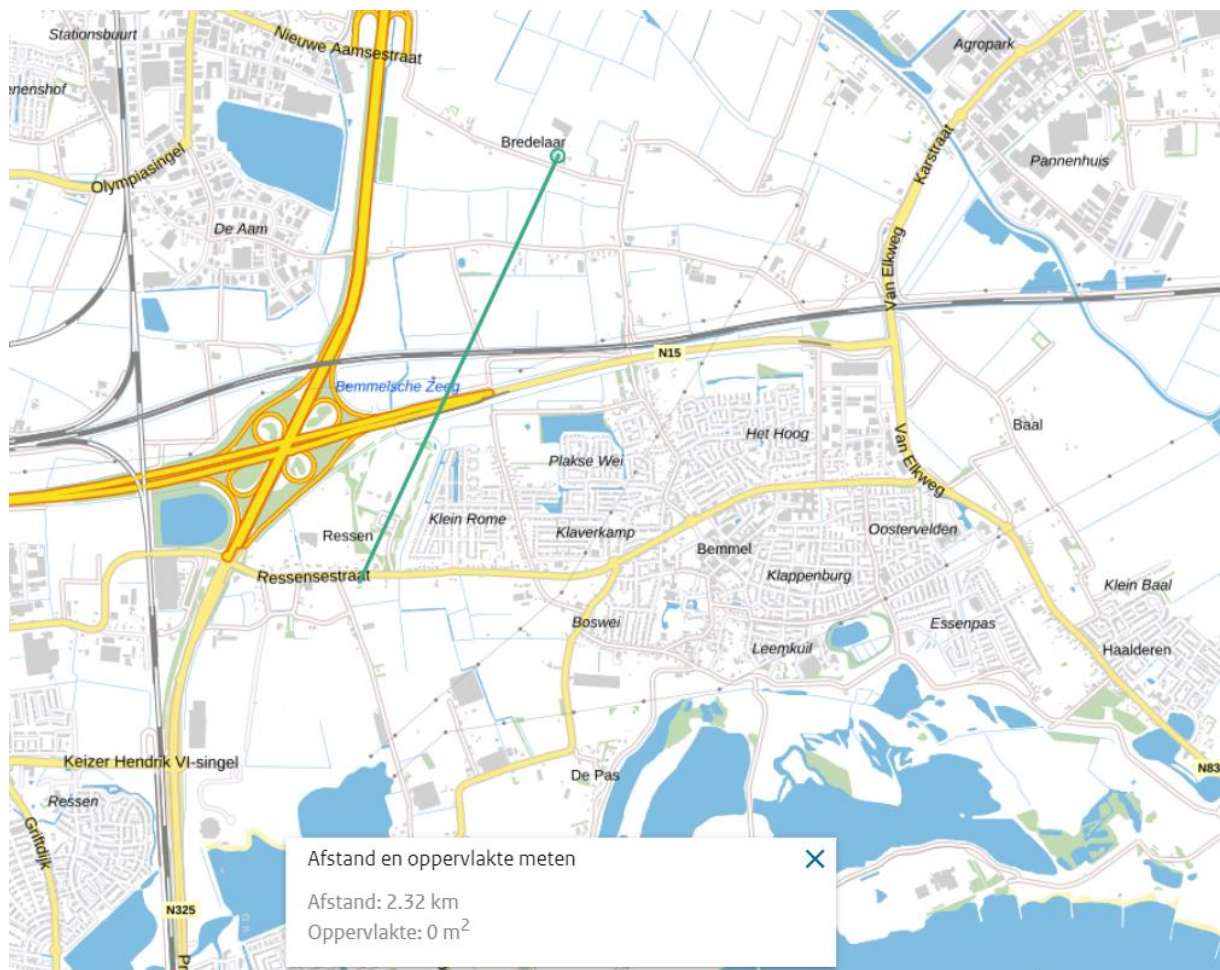 Stationsbuurt
Nieuwe Aamsestraat
Agropark
enenshof
Bredelaar
Karstraat
Olympiasingel
Pannenhuis
De Aam
Van Elkweg
N15
Bemmelsche Zeeg
Het Hoog
Baal
Plakse Wei
Van Elkweg
Klein Rome
Klaverkamp
Oostervelden
Ressen
Bemmel
Ressensestraat
Klappenburg
Klein Baal
Boswei
Essenpas
Leemkuil
Haalderen
Keizer Hendrik VI-singel
N83
De Pas
Ressen
Griftdijk
Afstand en oppervlakte meten
Afstand: 2.32 km
Oppervlakte: 0 m²
N325
Pr